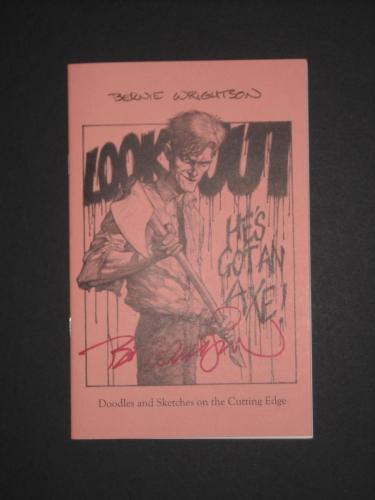 BERNIE WRIGHTSON
LOOK OUT
HE'S
GOT AN
AXE!
Doodles and Sketches on the Cutting Edge